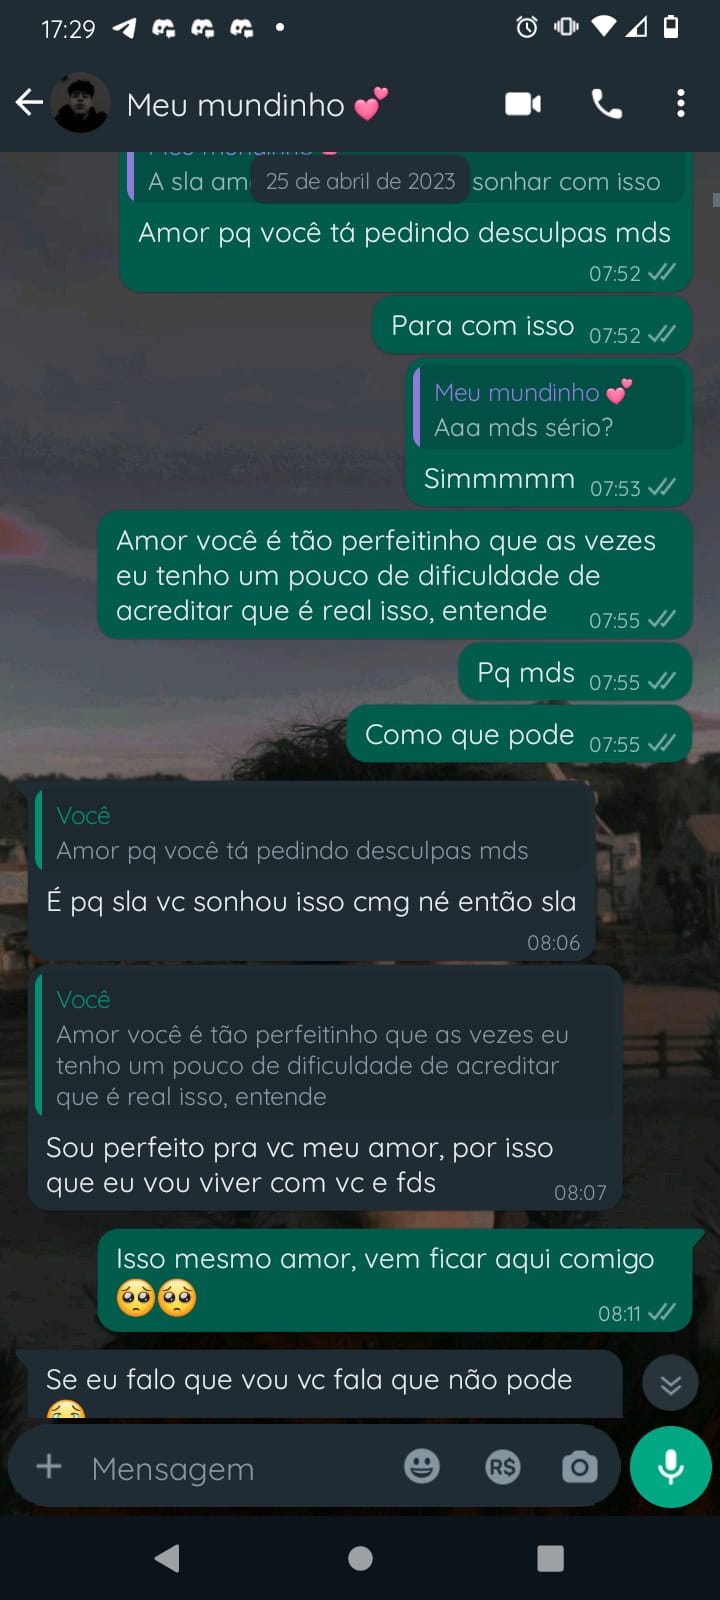 17:29
Meu mundinho 💕
A sla am
25 de abril de 2023
sonhar com isso
Amor pq você tá pedindo desculpas mds
07:52
Para com isso 07:52
Meu mundinho 💕
Aaa mds sério?
Simmmmm 07:53
Amor você é tão perfeitinho que as vezes
eu tenho um pouco de dificuldade de
acreditar que é real isso, entende 07:55
Pq mds 07:55
Como que pode 07:55
Você
Amor pq você tá pedindo desculpas mds
É pq sla vc sonhou isso cmg né então sla
08:06
Você
Amor você é tão perfeitinho que as vezes eu
tenho um pouco de dificuldade de acreditar
que é real isso, entende
Sou perfeito pra vc meu amor, por isso
que eu vou viver com vc e fds 08:07
Isso mesmo amor, vem ficar aqui comigo
🥺🥺 08:11
Se eu falo que vou vc fala que não pode
Mensagem
R$